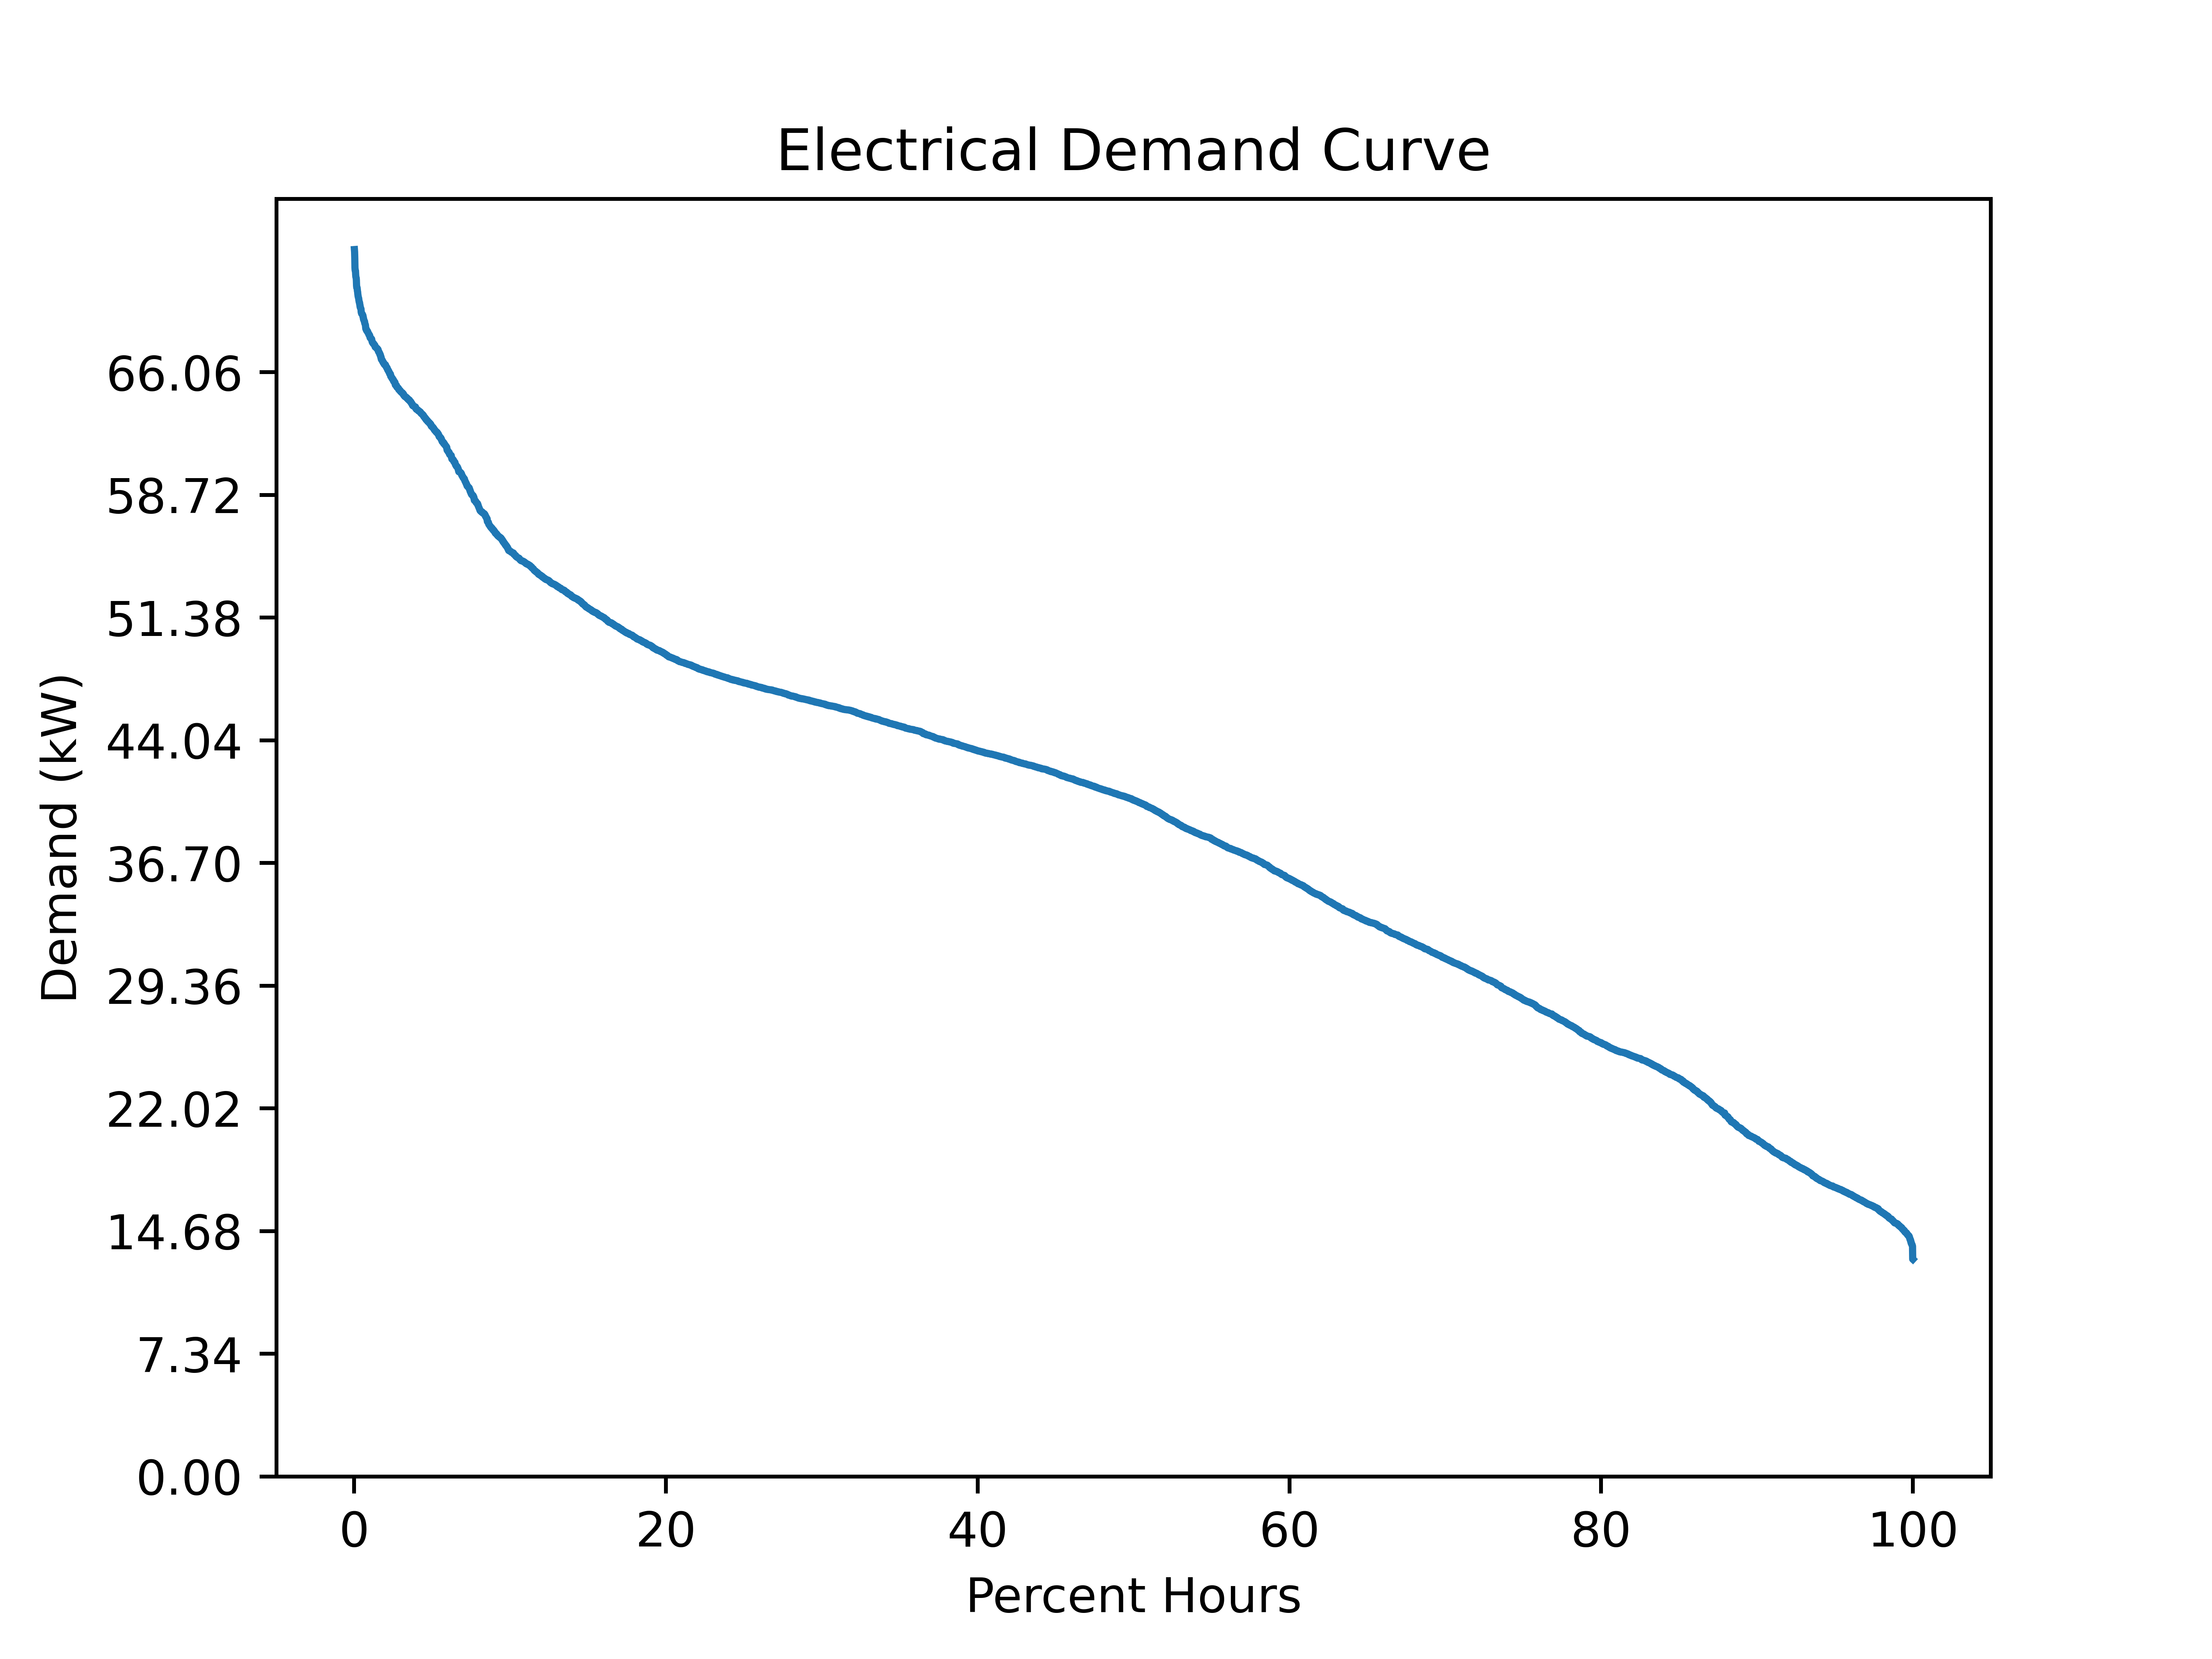 Electrical Demand Curve
66.06
58.72
51.38
44.04
36.70
29.36
22.02
14.68
7.34
0.00
Demand (kW)
0 20 40 60 80 100
Percent Hours